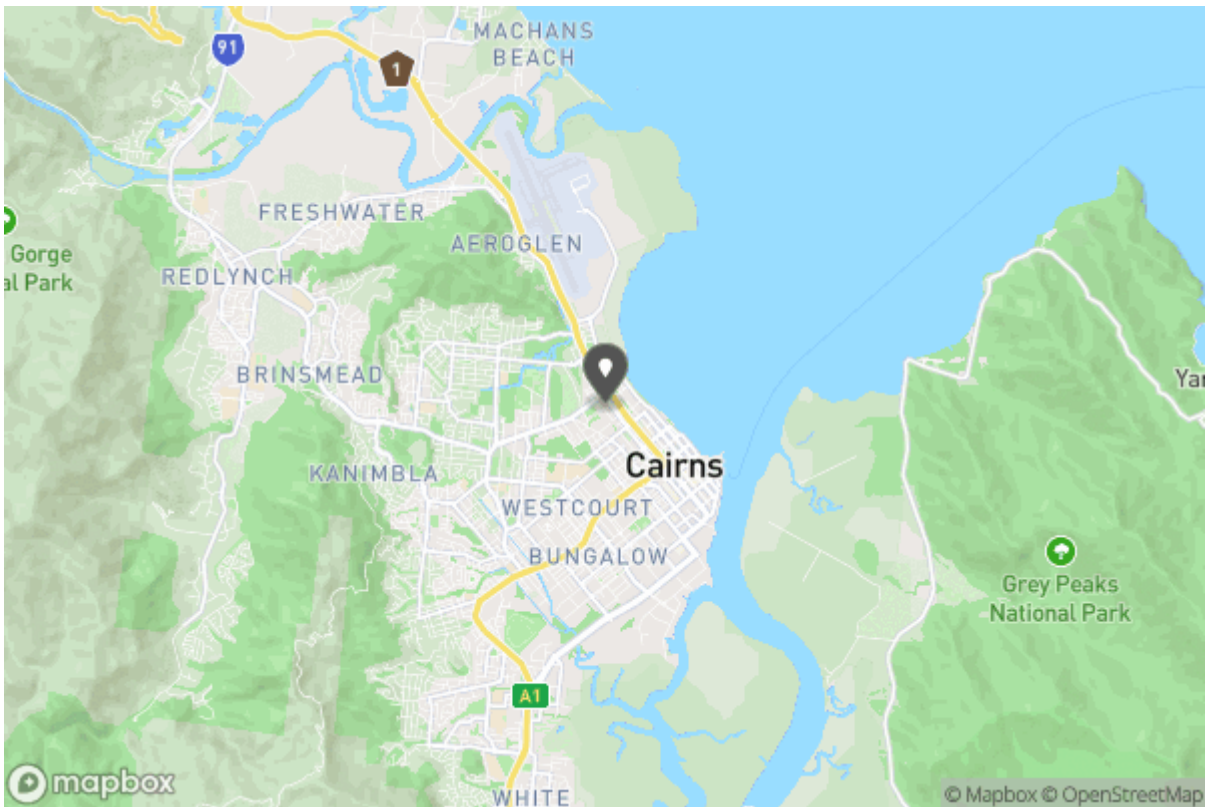 MACHANS
BEACH
91
1
FRESHWATER
AEROGLEN
Gorge
al Park
REDLYNCH
BRINSMEAD
Yar
KANIMBLA
Cairns
WESTCOURT
BUNGALOW
Grey Peaks
National Park
A1
WHITE
mapbox
© Mapbox © OpenStreetMap